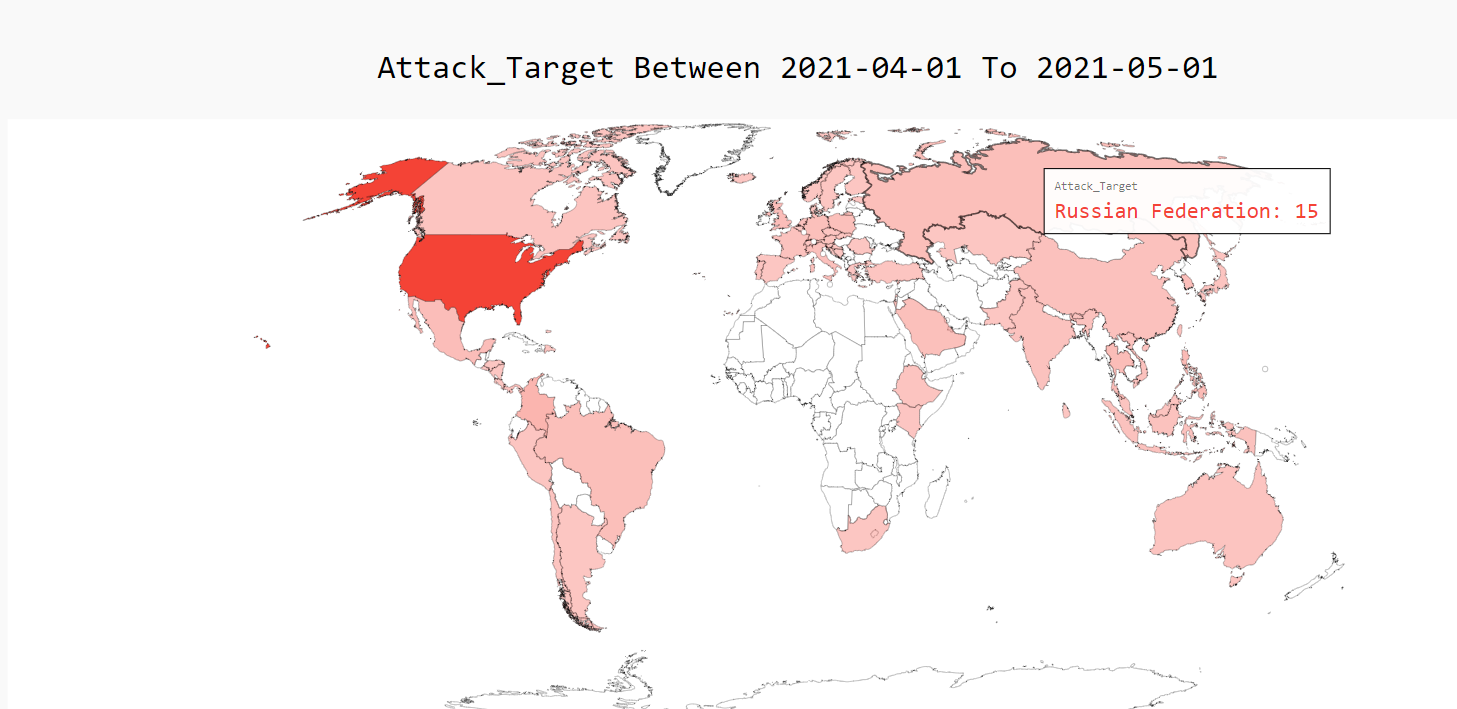 Attack_Target Between 2021-04-01 To 2021-05-01
Attack_Target
Russian Federation: 15